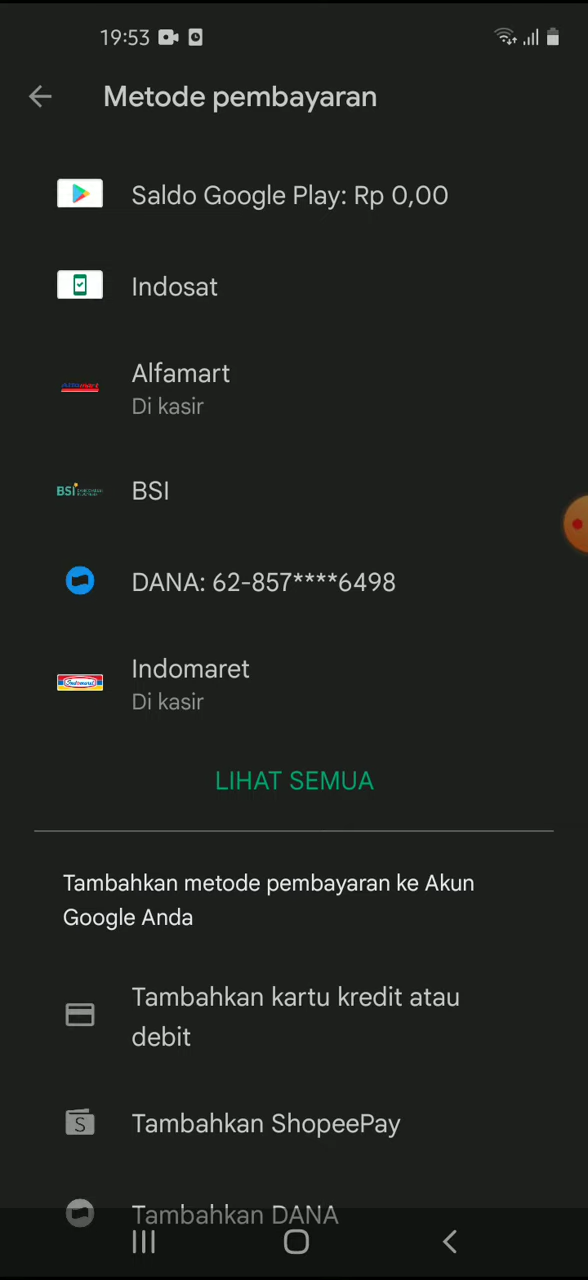 19:53
Metode pembayaran
Saldo Google Play: Rp 0,00
Indosat
Alfamart
Di kasir
BSI
BSI
DANA: 62-857****6498
Indomaret
Indomaret
Di kasir
LIHAT SEMUA
Tambahkan metode pembayaran ke Akun
Google Anda
Tambahkan kartu kredit atau
debit
S
Tambahkan ShopeePay
Tambahkan DANA